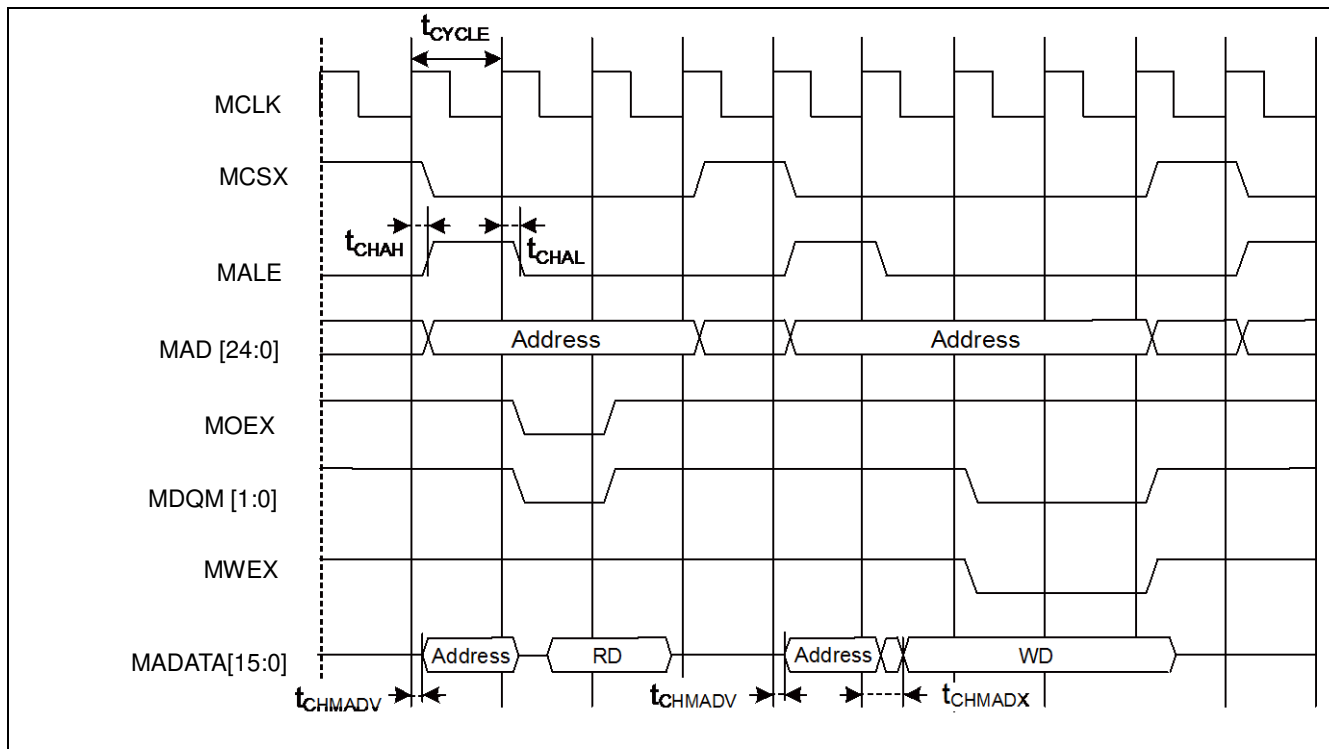 tCYCLE
MCLK
MCSX
tCHAH
tCHAL
MALE
MAD [24:0]
Address
Address
MOEX
MDQM [1:0]
MWEX
MADATA[15:0]
Address
RD
Address
WD
tCHMADV
tCHMADV
tCHMADX